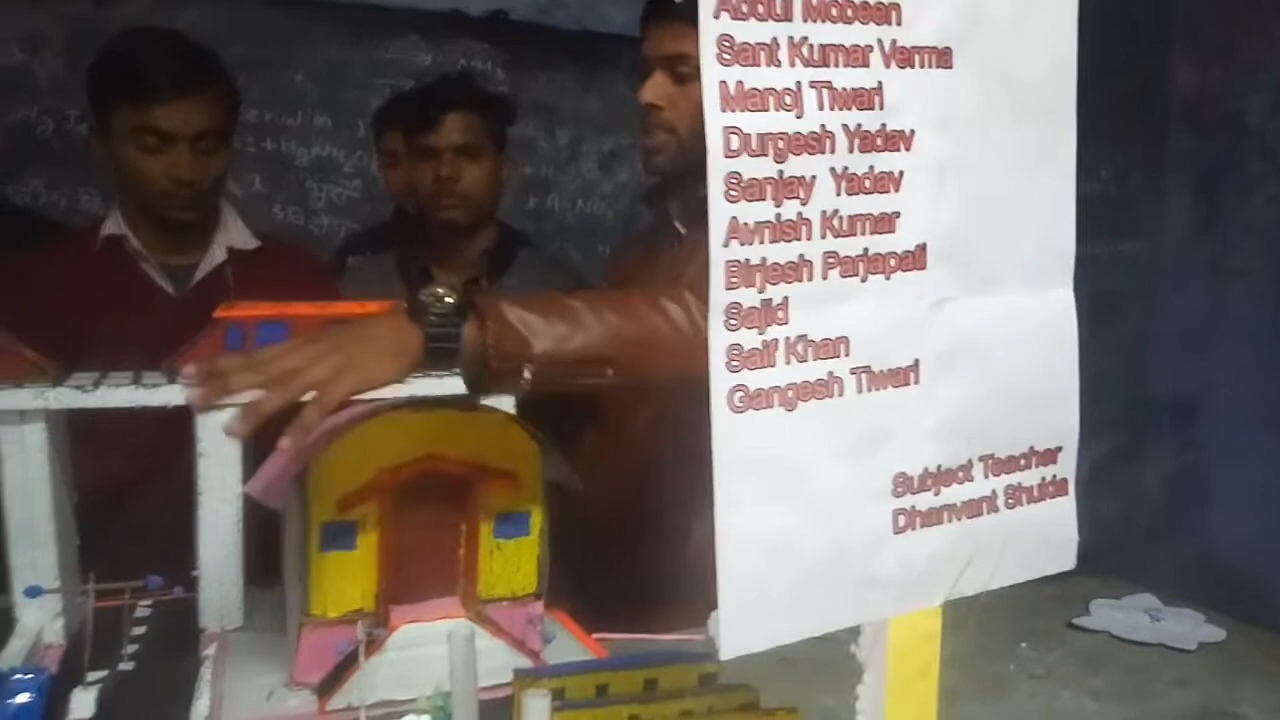 Abdul Mobeen
Sant Kumar Verma
Manoj Tiwari
Durgesh Yadav
Sanjay Yadav
Avnish Kumar
Birjesh Parjapati
Sajid
Saif Khan
Gangesh Tiwari
Subject Teacher
Dhanvant Shukla